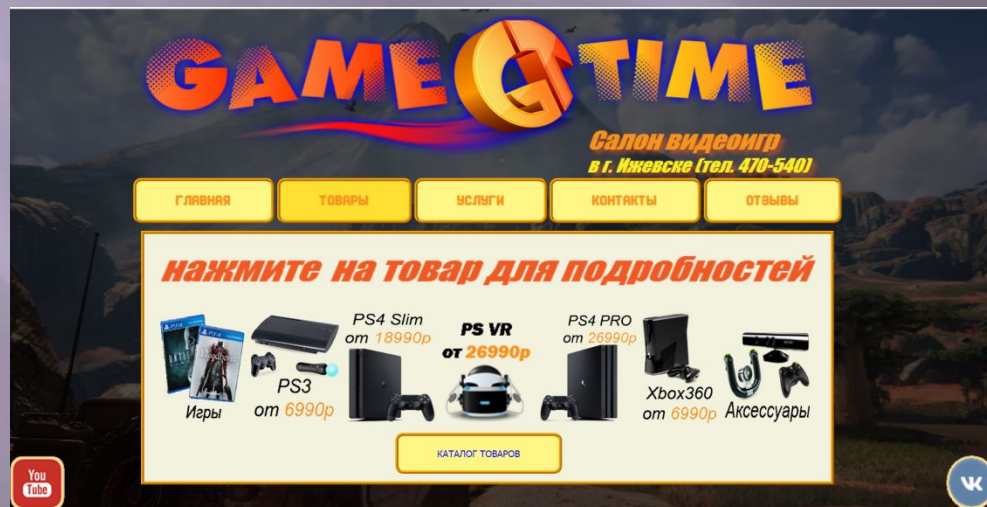 GAME G TIME
Салон видеоигр
в г. Ижевске (тел. 470-540)
ГЛАВНАЯ
ТОВАРЫ
УСЛУГИ
КОНТАКТЫ
ОТЗЫВЫ
нажмите на товар для подробностей
Игры
PS3
от 6990р
PS4 Slim
от 18990р
PS VR
от 26990р
PS4 PRO
от 26990р
Xbox360
от 6990р
Аксессуары
КАТАЛОГ ТОВАРОВ
You
Tube